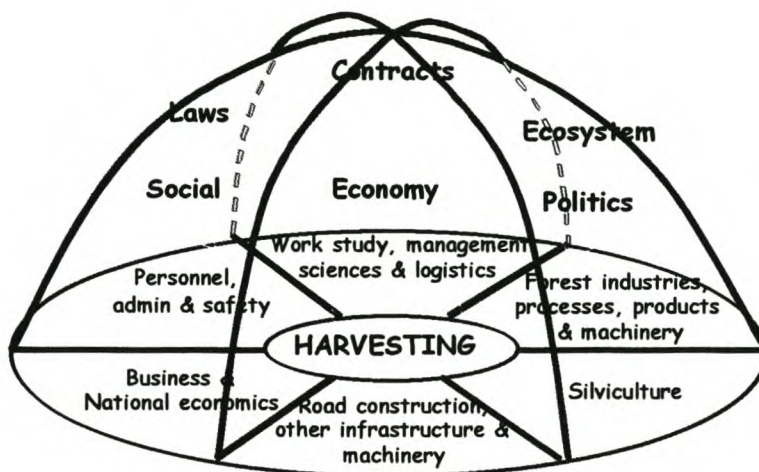 Contracts
Laws
Ecosystem
Social
Economy
Politics
Work study, management
sciences & logistics
Personnel,
admin & safety
Forest industries,
processes, products
& machinery
HARVESTING
Business &
National economics
Silviculture
Road construction,
other infrastructure &
machinery